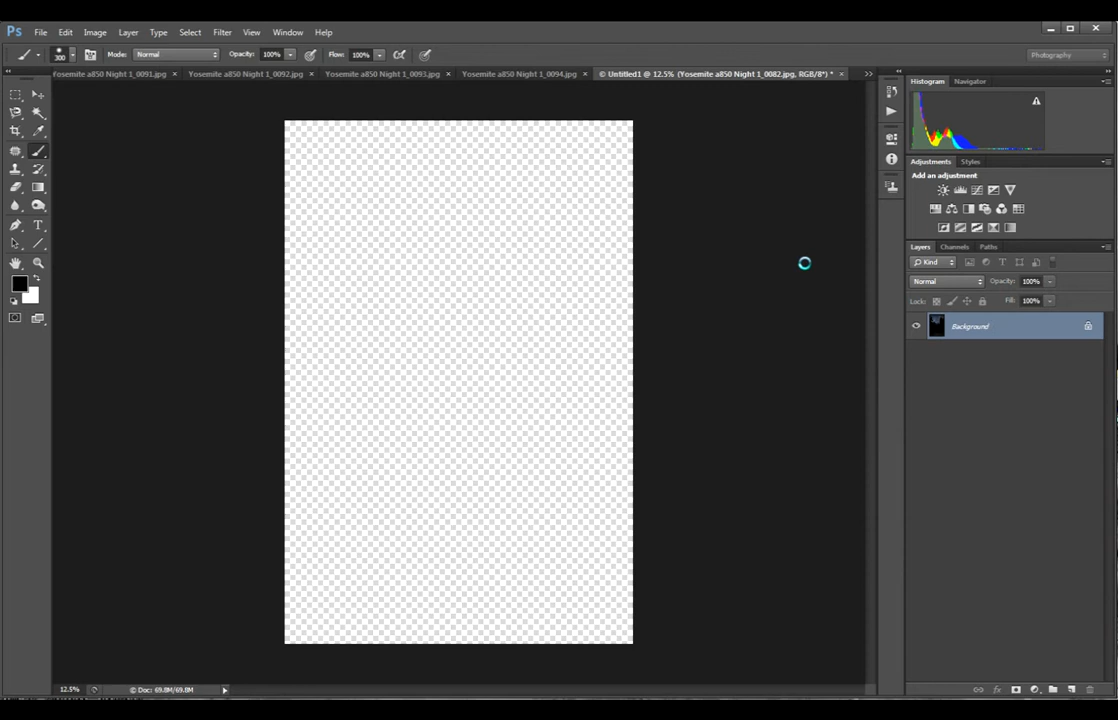 Ps File Edit Image Layer Type Select Filter View Window Help
300 Mode: Normal Opacity: 100% Flow: 100% Photography
Yosemite a850 Night 1_0091.jpg × Yosemite a850 Night 1_0092.jpg × Yosemite a850 Night 1_0093.jpg × Yosemite a850 Night 1_0094.jpg × © Untitled1 @ 12.5% (Yosemite a850 Night 1_0082.jpg, RGB/8*) * ×
Histogram Navigator
Adjustments Styles
Add an adjustment
Layers Channels Paths
Kind
Normal Opacity: 100%
Lock: Fill: 100%
Background
12.5% © Doc: 69.8M/69.8M